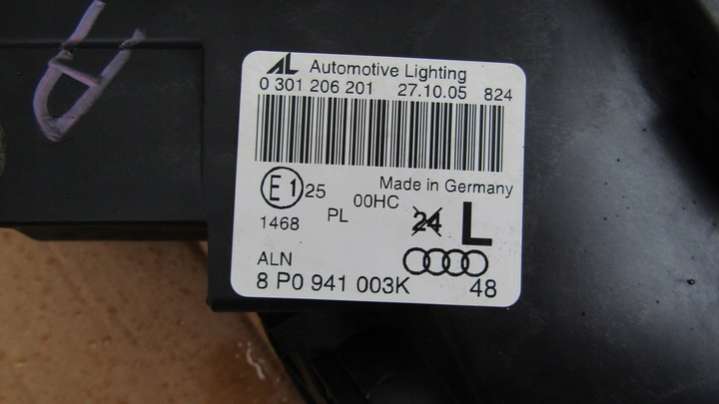 AL Automotive Lighting
0 301 206 201 27.10.05 824
E1 25 Made in Germany
00HC
PL 24 L
1468
ALN
8 P0 941 003K 48